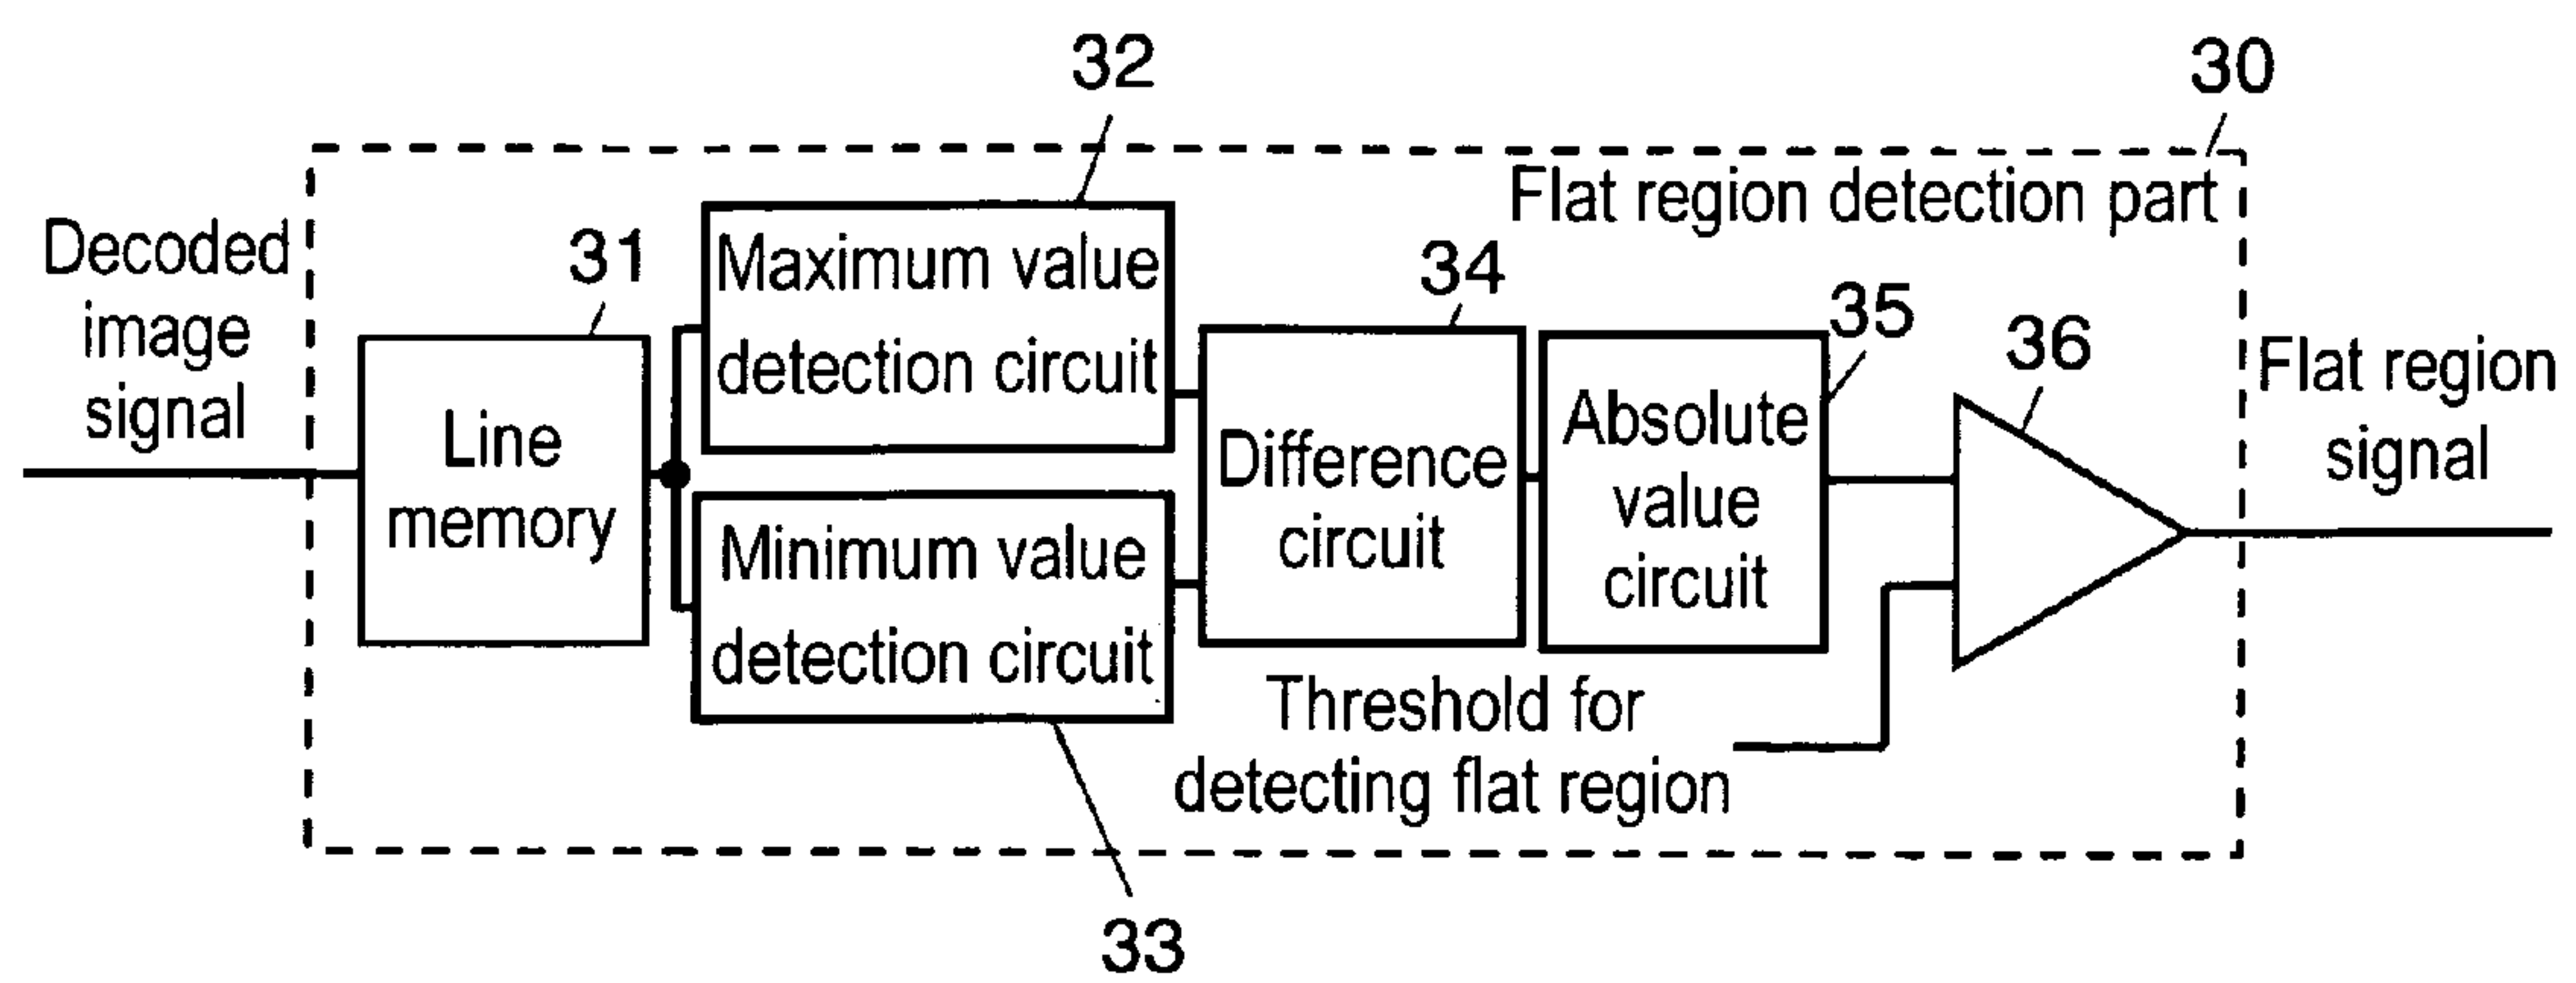 32
30
Flat region detection part
Decoded
image
signal
31
Maximum value
detection circuit
34
35
36
Flat region
signal
Line
memory
Minimum value
detection circuit
Difference
circuit
Absolute
value
circuit
Threshold for
detecting flat region
33